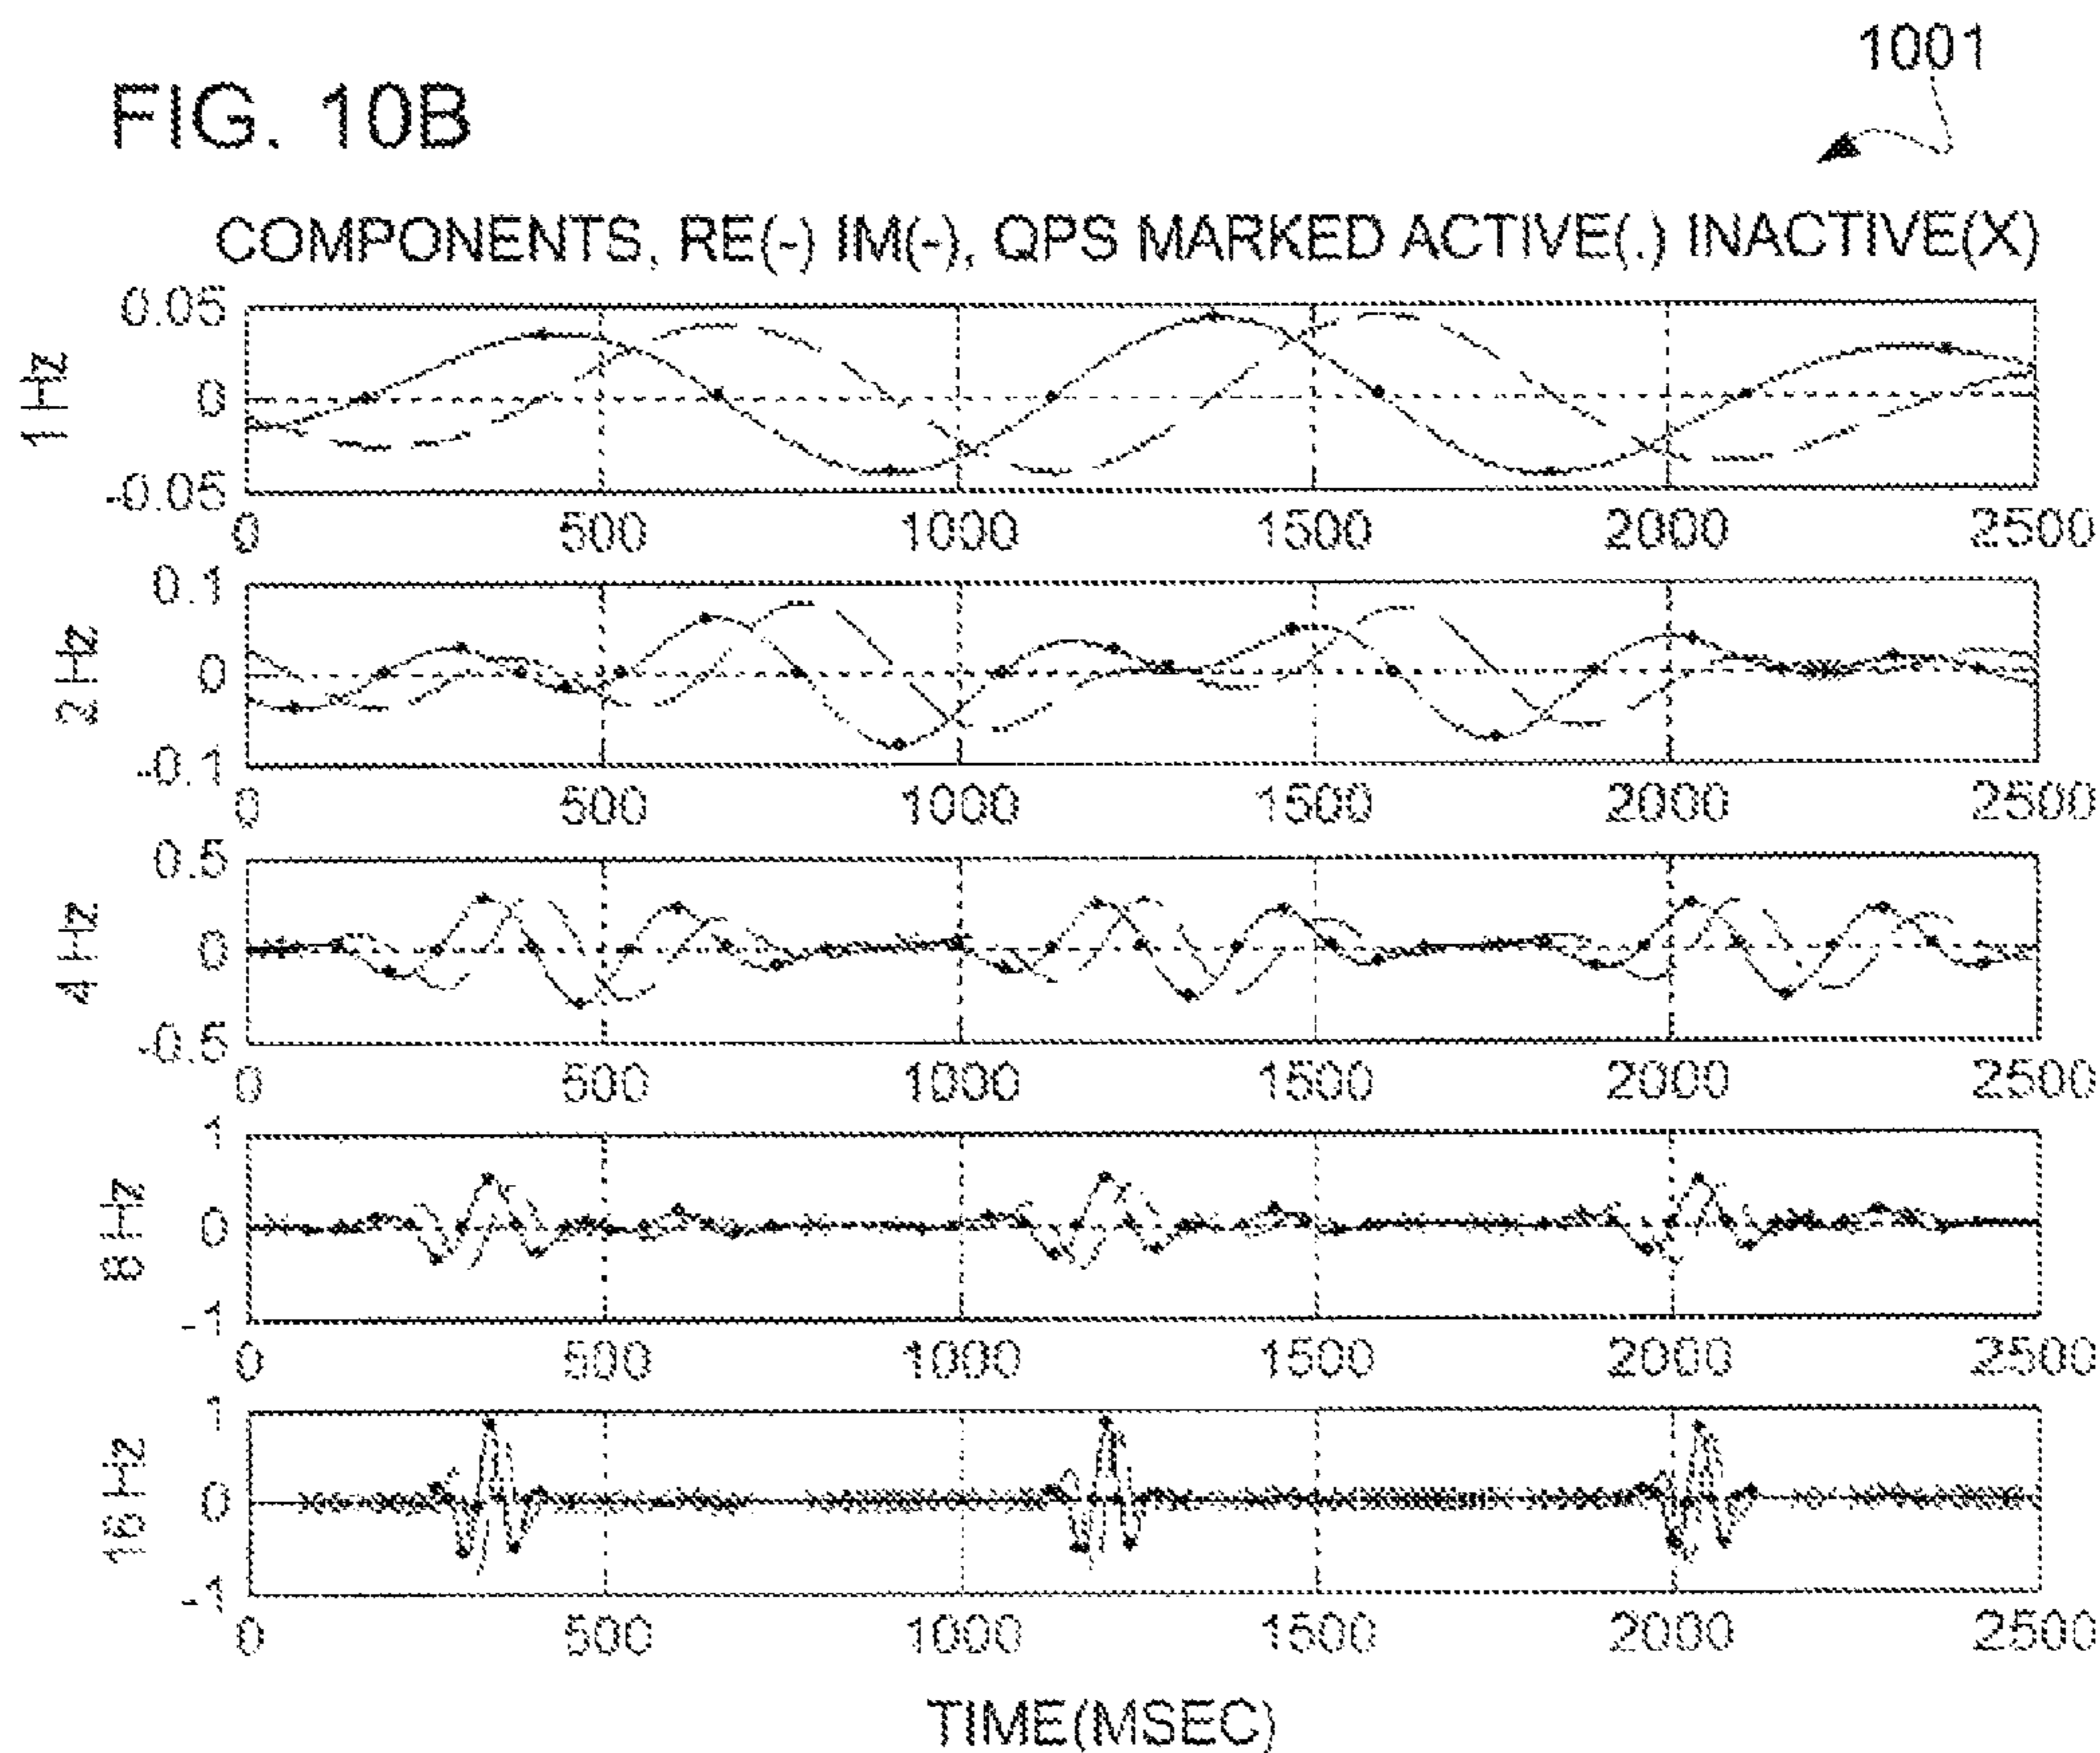 1001
FIG. 10B
COMPONENTS, RE(-) IM(-), QPS MARKED ACTIVE(.) INACTIVE(X)
1 Hz
0.05
0
-0.05
0 500 1000 1500 2000 2500
2 Hz
0.1
0
-0.1
0 500 1000 1500 2000 2500
4 Hz
0.5
0
-0.5
0 500 1000 1500 2000 2500
8 Hz
1
0
-1
0 500 1000 1500 2000 2500
16 Hz
1
0
-1
0 500 1000 1500 2000 2500
TIME(MSEC)